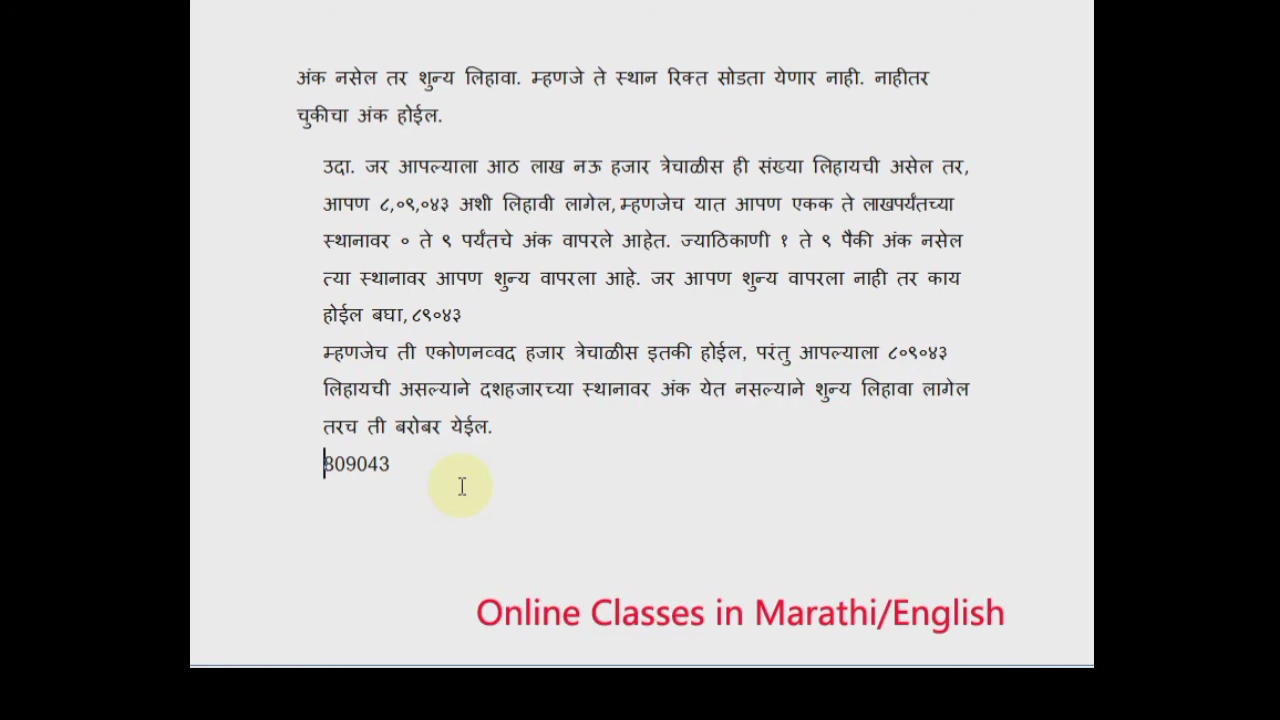 अंक नसेल तर शुन्य लिहावा. म्हणजे ते स्थान रिक्त सोडता येणार नाही. नाहीतर
चुकीचा अंक होईल.
उदा. जर आपल्याला आठ लाख नऊ हजार त्रेचाळीस ही संख्या लिहायची असेल तर,
आपण ८,०९,०४३ अशी लिहावी लागेल, म्हणजेच यात आपण एकक ते लाखपर्यंतच्या
स्थानावर ० ते ९ पर्यंतचे अंक वापरले आहेत. ज्याठिकाणी १ ते ९ पैकी अंक नसेल
त्या स्थानावर आपण शुन्य वापरला आहे. जर आपण शुन्य वापरला नाही तर काय
होईल बघा, ८९०४३
म्हणजेच ती एकोणनव्वद हजार त्रेचाळीस इतकी होईल, परंतु आपल्याला ८०९०४३
लिहायची असल्याने दशहजारच्या स्थानावर अंक येत नसल्याने शुन्य लिहावा लागेल
तरच ती बरोबर येईल.
809043
Online Classes in Marathi/English